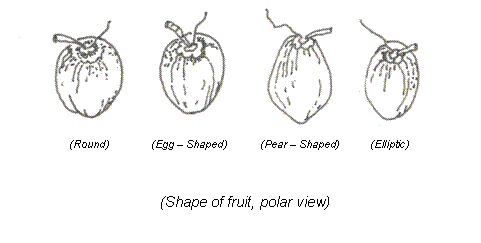 (Round) (Egg – Shaped) (Pear – Shaped) (Elliptic)
(Shape of fruit, polar view)